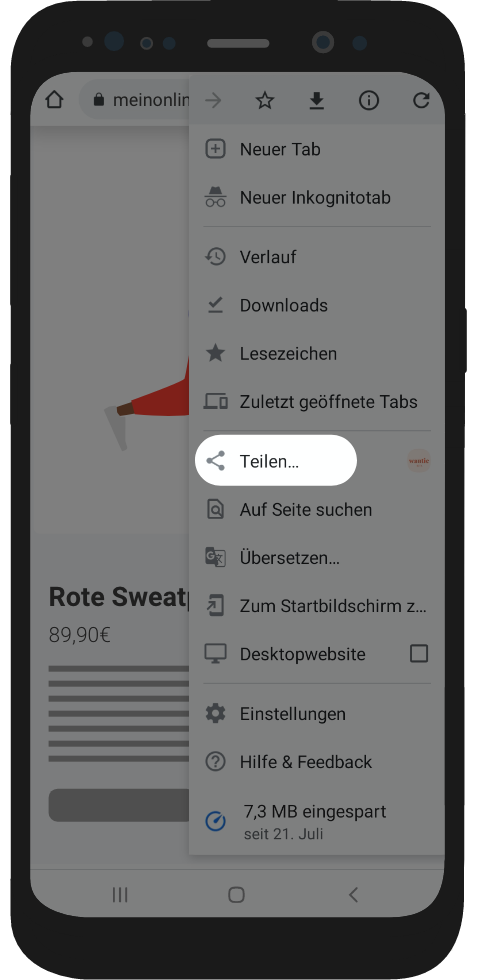 meinonlin
Neuer Tab
Neuer Inkognitotab
Verlauf
Downloads
Lesezeichen
Zuletzt geöffnete Tabs
Teilen...
wantie
Auf Seite suchen
Übersetzen...
Zum Startbildschirm z...
Desktopwebsite
Rote Sweatp
89,90€
Einstellungen
Hilfe & Feedback
7,3 MB eingespart
seit 21. Juli